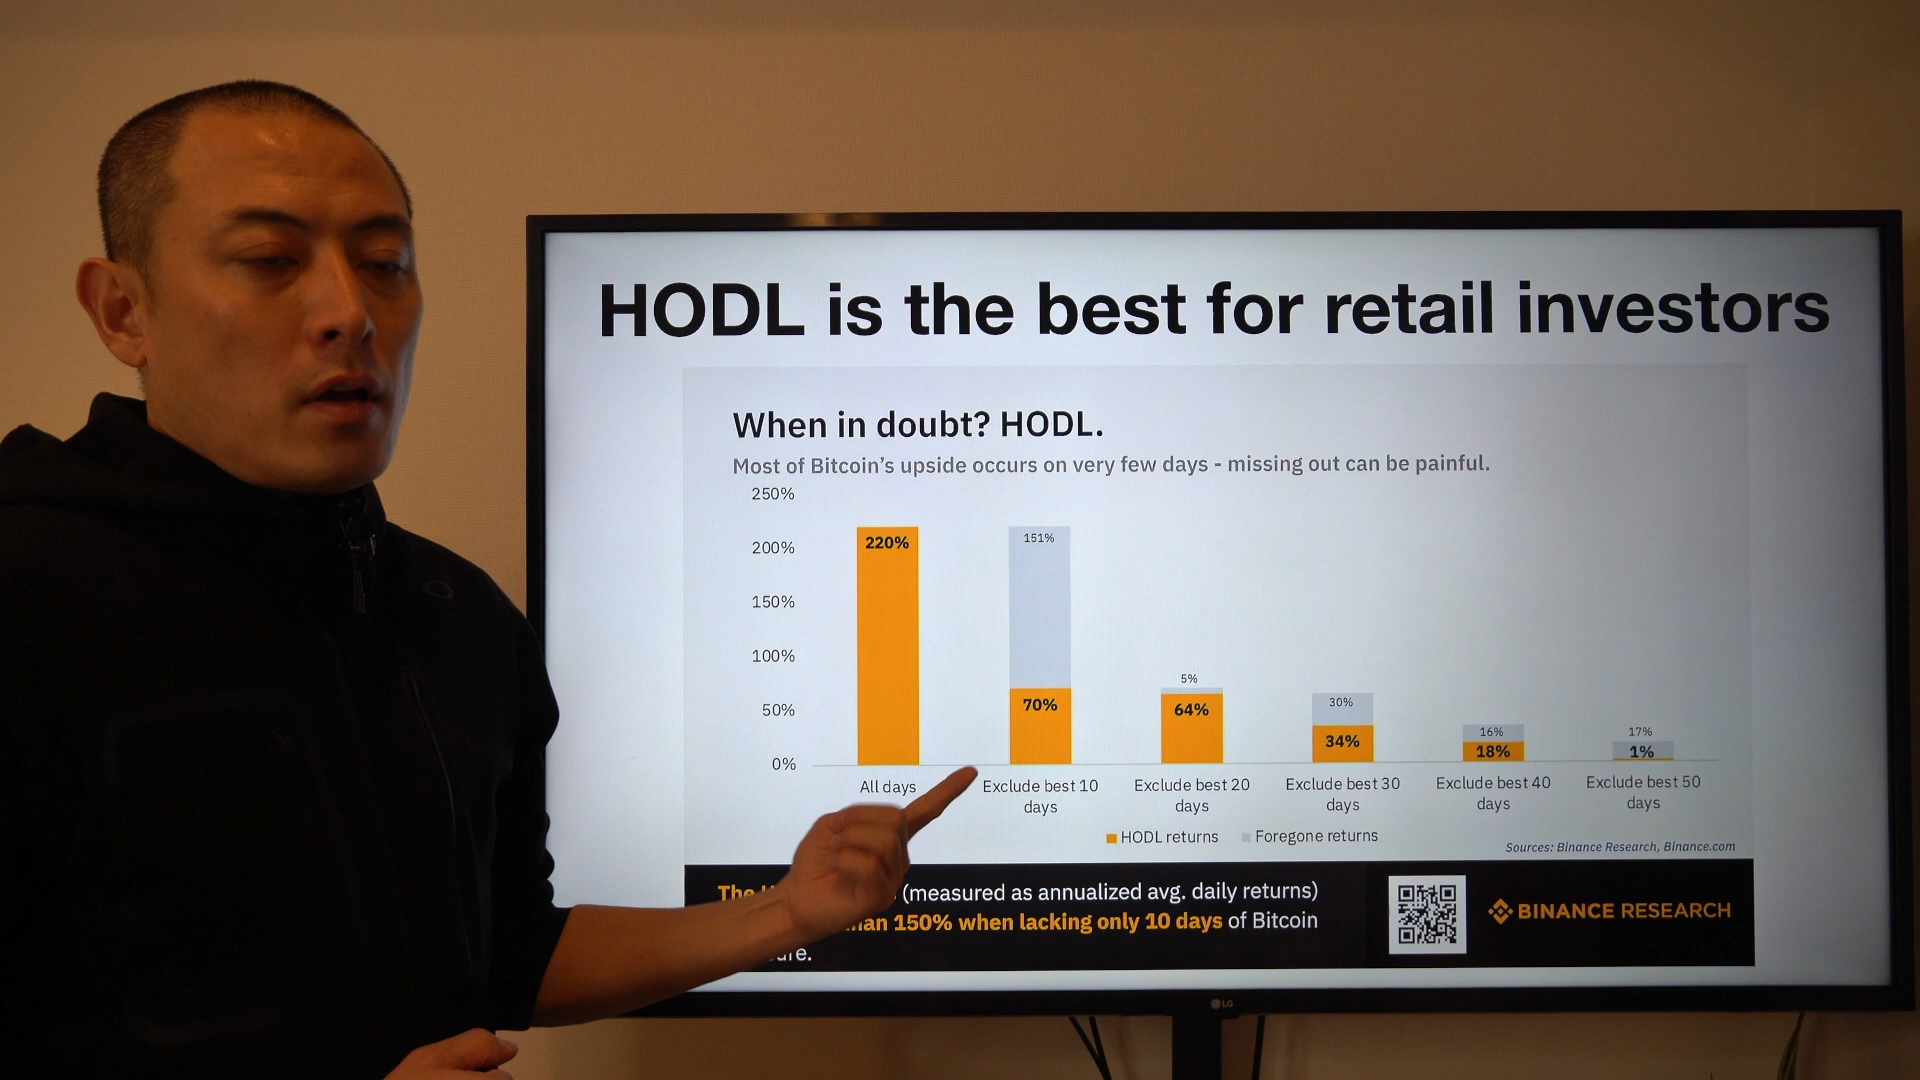 HODL is the best for retail investors
When in doubt? HODL.
Most of Bitcoin's upside occurs on very few days - missing out can be painful.
250%
200%
150%
100%
50%
0%
220%
151%
70%
5%
64%
30%
34%
16%
18%
17%
1%
All days
Exclude best 10
days
Exclude best 20
days
Exclude best 30
days
Exclude best 40
days
Exclude best 50
days
HODL returns
Foregone returns
Sources: Binance Research, Binance.com
The (measured as annualized avg. daily returns)
150% when lacking only 10 days of Bitcoin
BINANCE RESEARCH
LG